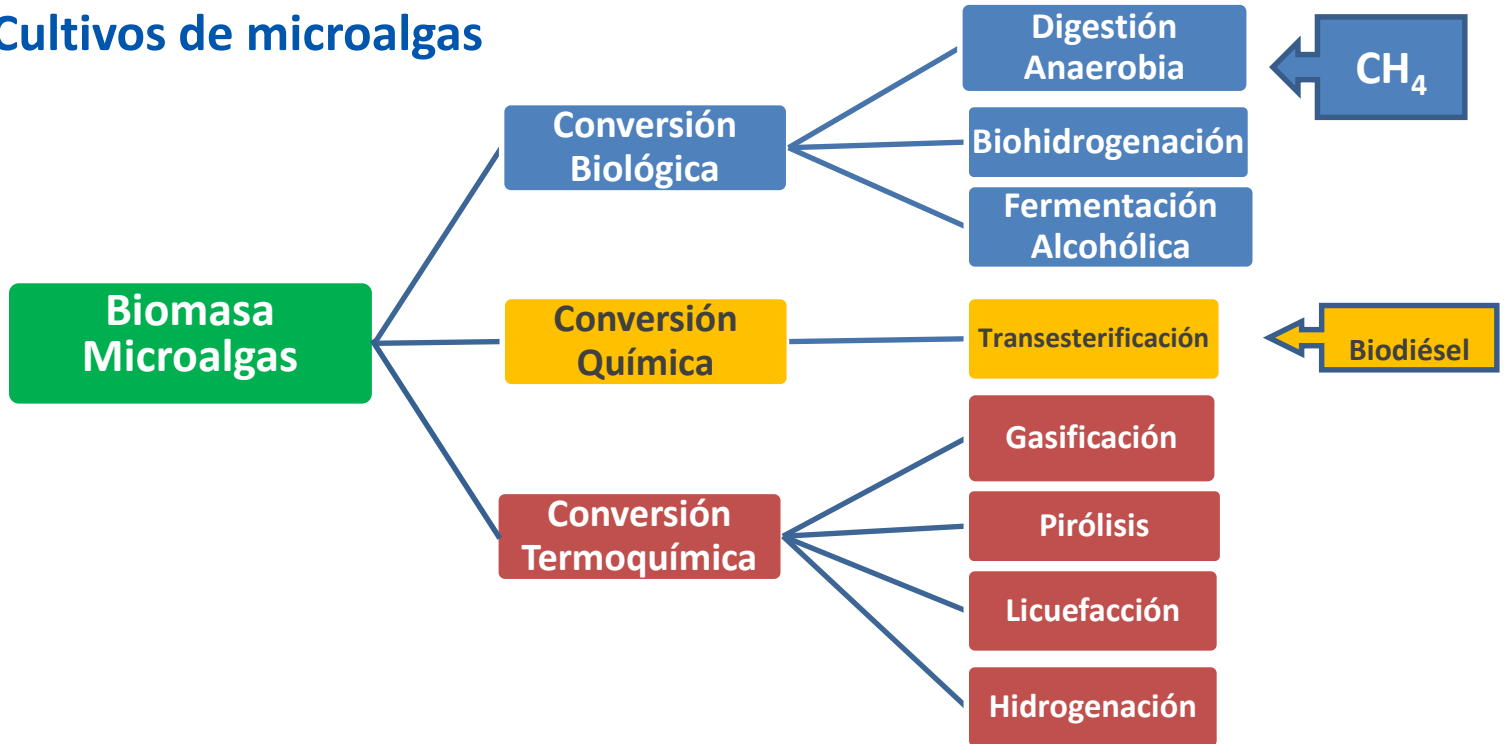 Cultivos de microalgas
Biomasa
Microalgas
Conversión
Biológica
Digestión
Anaerobia
CH₄
Biohidrogenación
Fermentación
Alcohólica
Conversión
Química
Transesterificación
Biodiésel
Conversión
Termoquímica
Gasificación
Pirólisis
Licuefacción
Hidrogenación